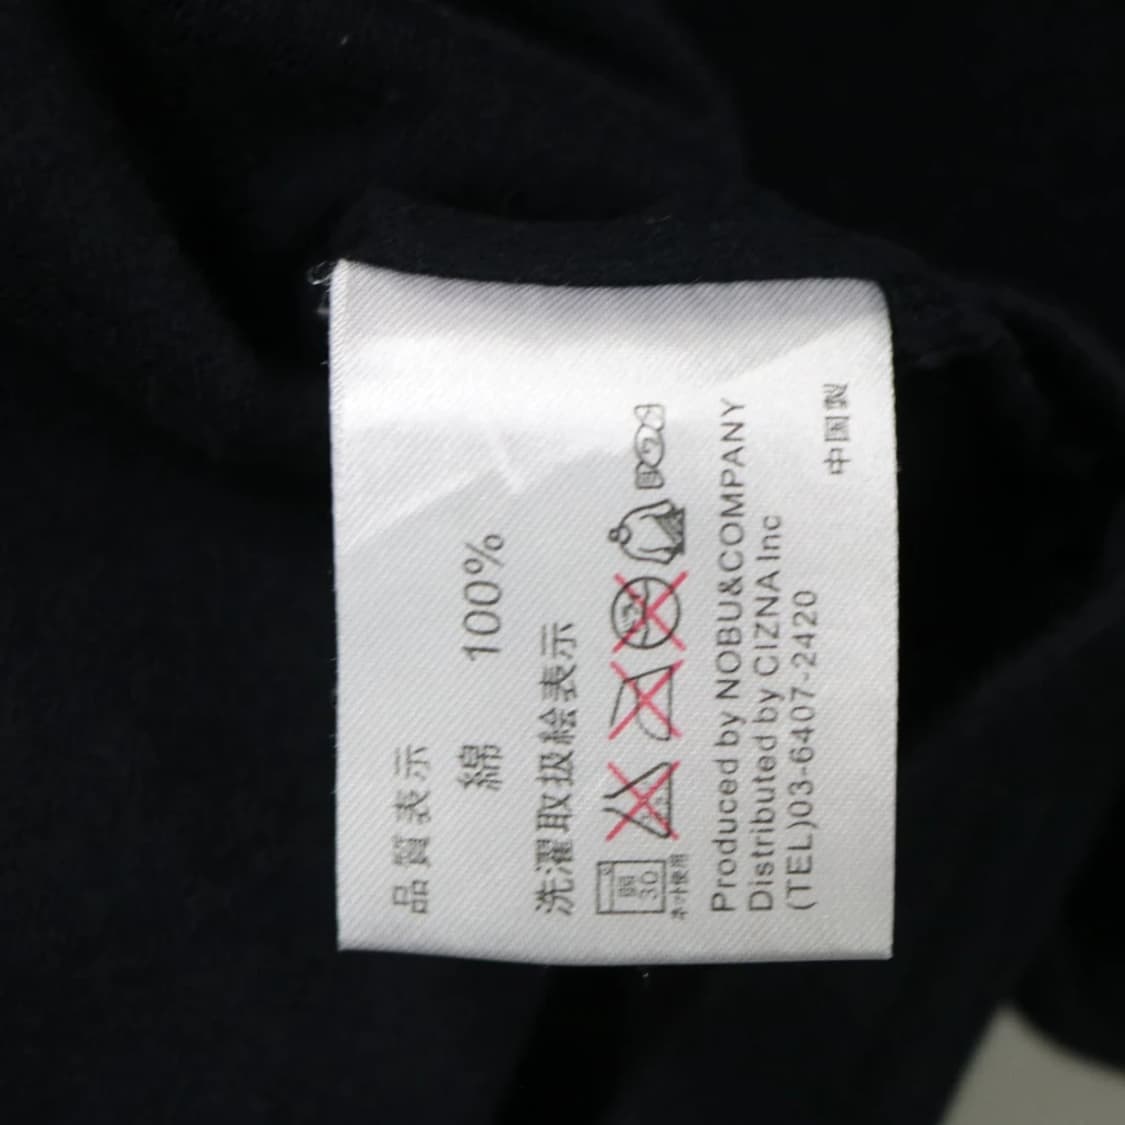 品質表示
綿 100%
洗濯取扱絵表示
弱
30
ネット使用
Produced by NOBU&COMPANY
Distributed by CIZNA Inc
(TEL)03-6407-2420
中国製